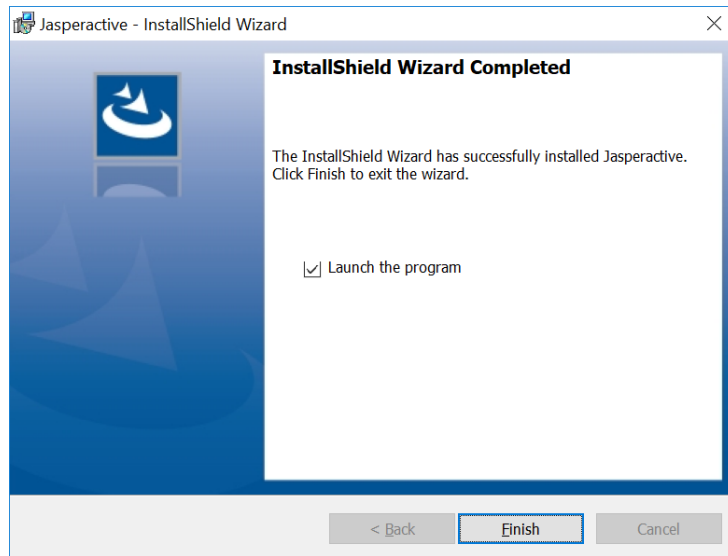 Jasperactive - InstallShield Wizard
InstallShield Wizard Completed
The InstallShield Wizard has successfully installed Jasperactive.
Click Finish to exit the wizard.
Launch the program
< Back
Finish
Cancel